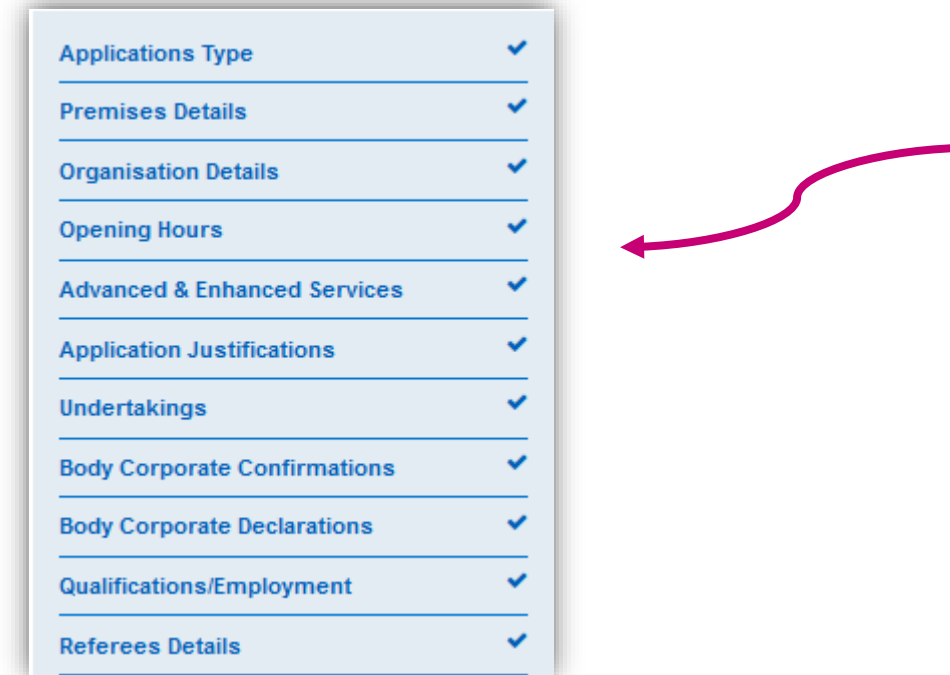 Applications Type
Premises Details
Organisation Details
Opening Hours
Advanced & Enhanced Services
Application Justifications
Undertakings
Body Corporate Confirmations
Body Corporate Declarations
Qualifications/Employment
Referees Details